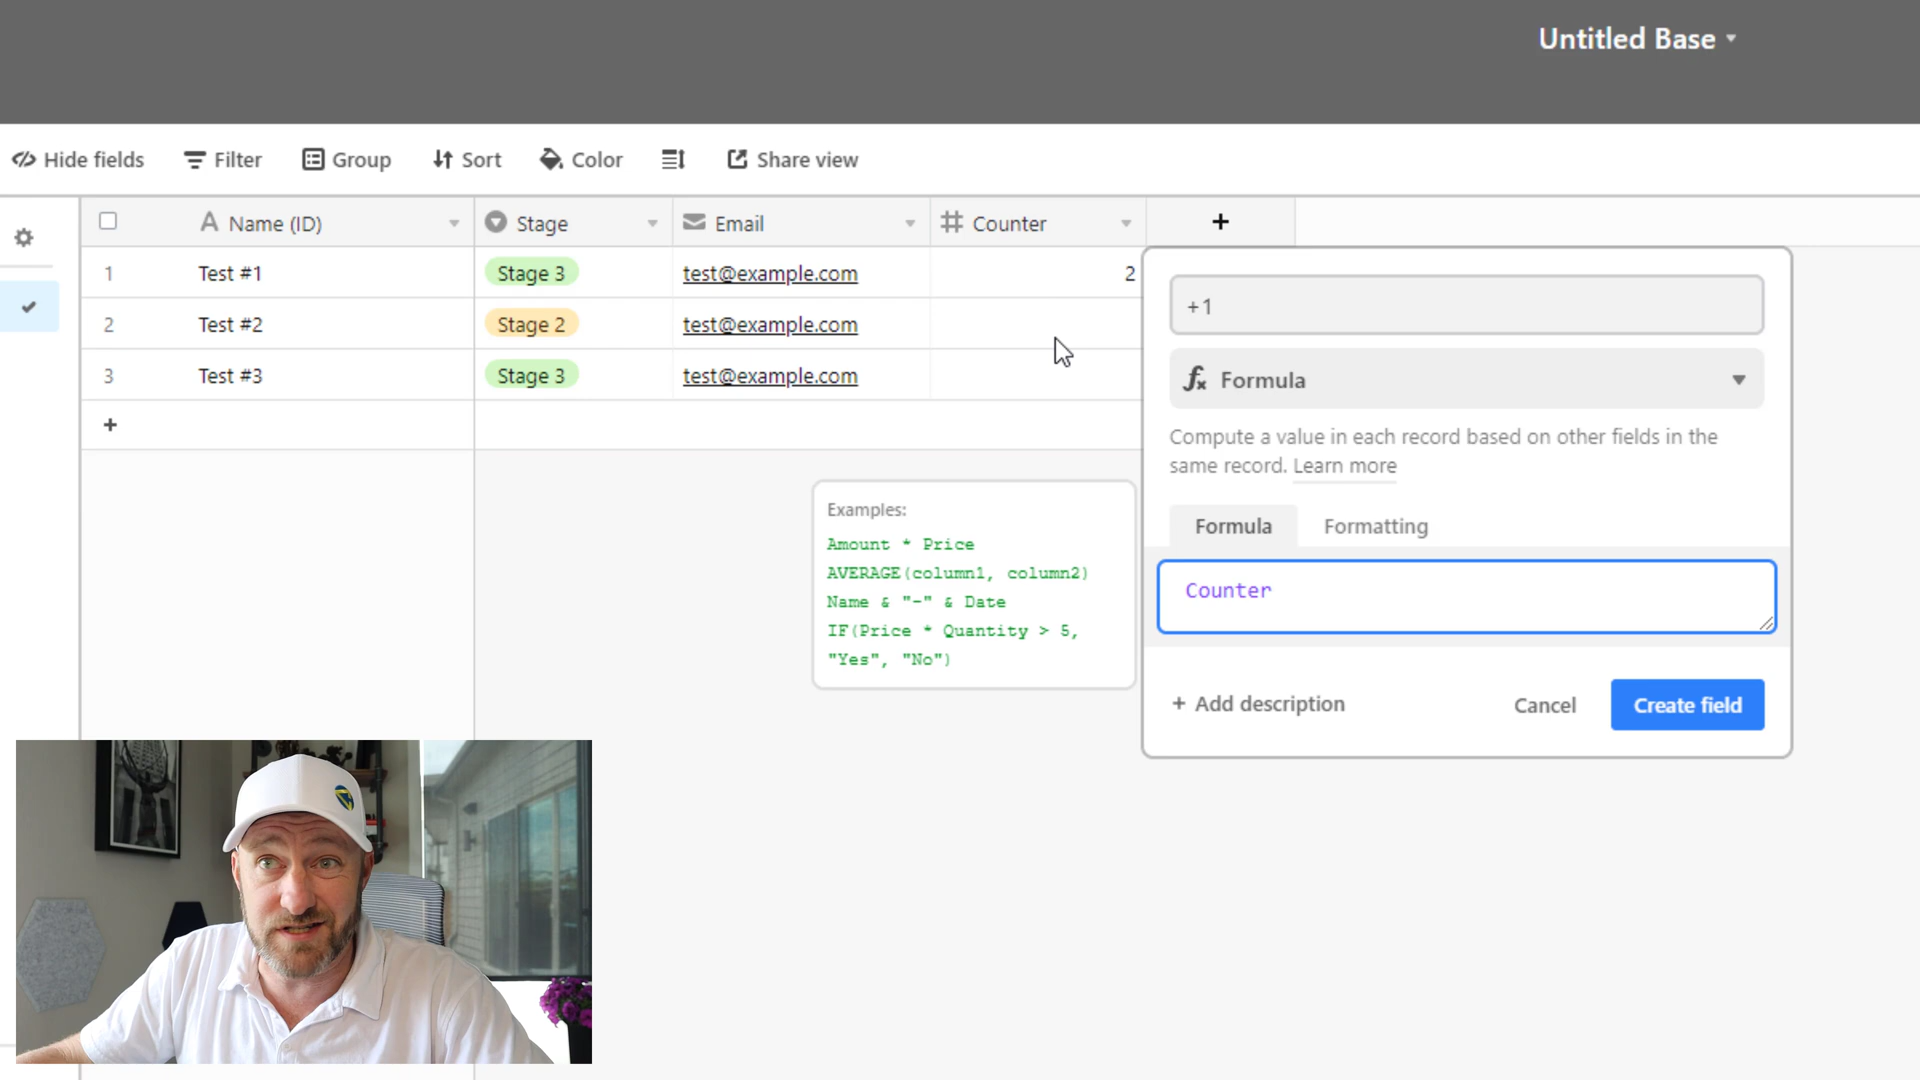 Untitled Base
Hide fields Filter Group Sort Color Share view
Name (ID) Stage Email Counter +
1 Test #1 Stage 3 test@example.com 2
2 Test #2 Stage 2 test@example.com
3 Test #3 Stage 3 test@example.com
+
+1
fx Formula
Compute a value in each record based on other fields in the
same record. Learn more
Formula Formatting
Counter
Examples:
Amount * Price
AVERAGE(column1, column2)
Name & "-" & Date
IF(Price * Quantity > 5,
"Yes", "No")
+ Add description Cancel Create field